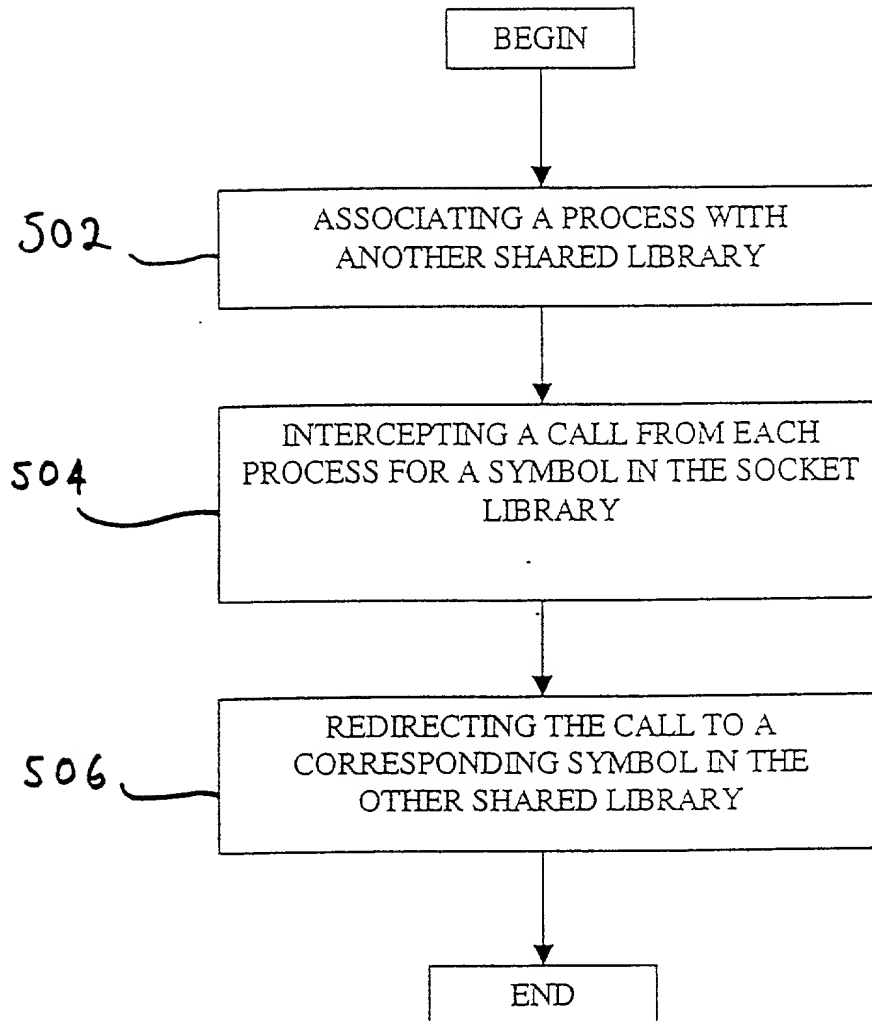 BEGIN
502
ASSOCIATING A PROCESS WITH
ANOTHER SHARED LIBRARY
504
INTERCEPTING A CALL FROM EACH
PROCESS FOR A SYMBOL IN THE SOCKET
LIBRARY
506
REDIRECTING THE CALL TO A
CORRESPONDING SYMBOL IN THE
OTHER SHARED LIBRARY
END